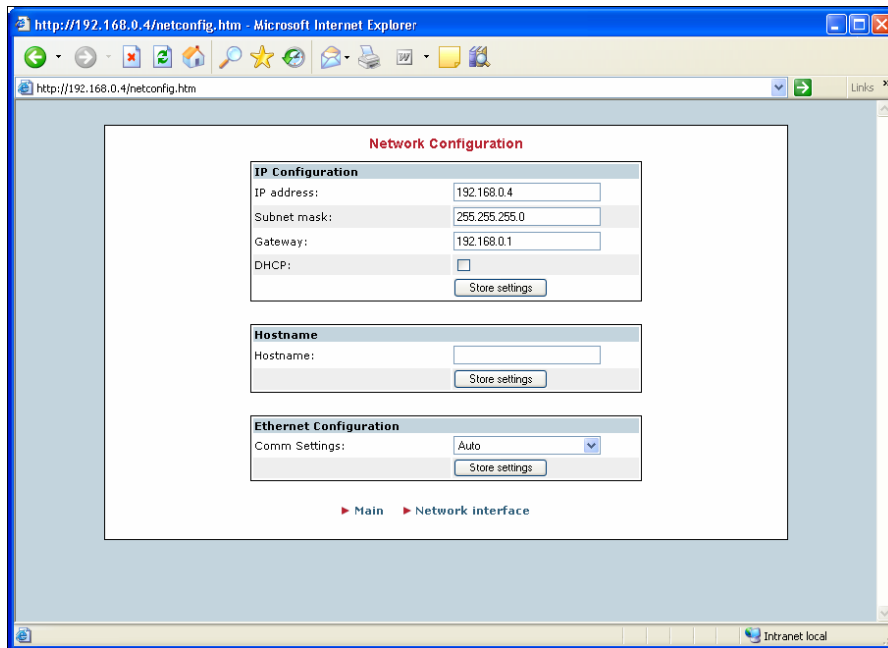 http://192.168.0.4/netconfig.htm - Microsoft Internet Explorer
http://192.168.0.4/netconfig.htm
Links »
Network Configuration
IP Configuration
IP address: 192.168.0.4
Subnet mask: 255.255.255.0
Gateway: 192.168.0.1
DHCP:
Store settings
Hostname
Hostname:
Store settings
Ethernet Configuration
Comm Settings: Auto
Store settings
Main Network interface
Intranet local